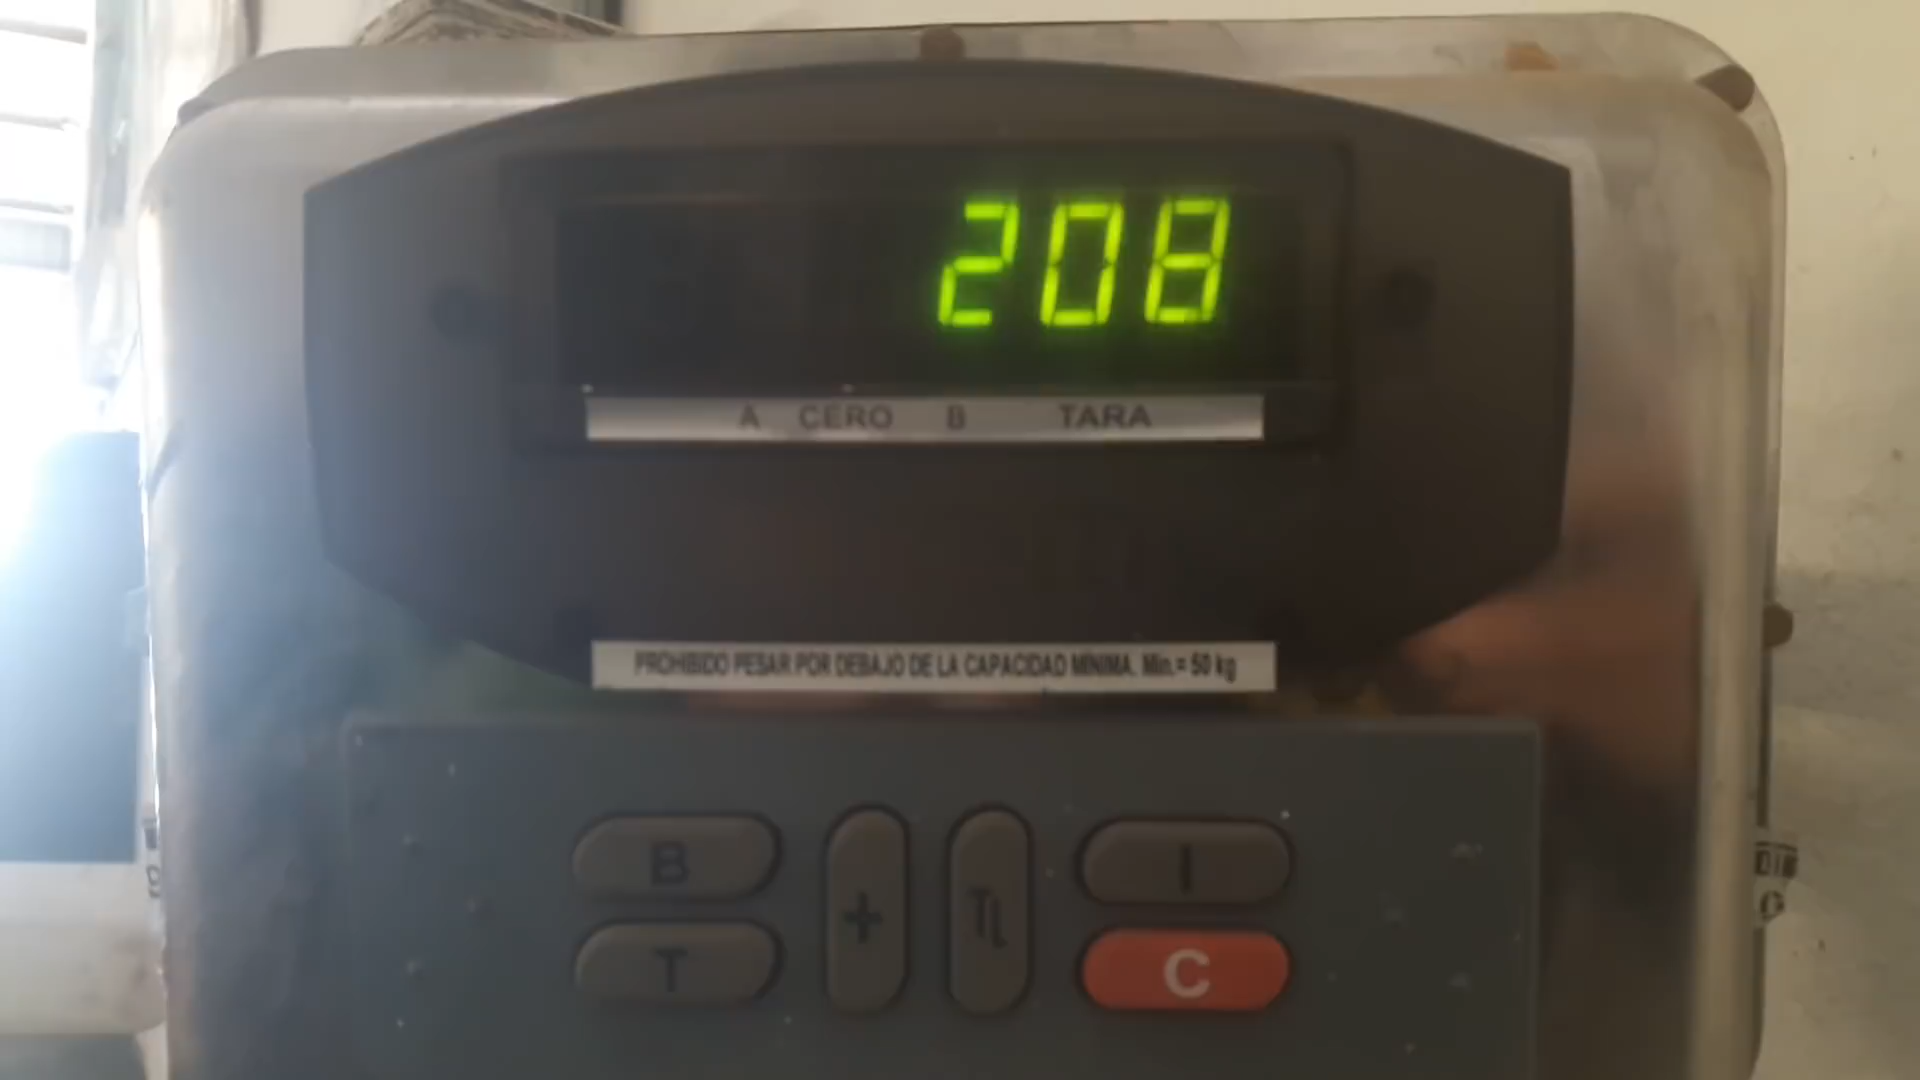 208
A CERO B TARA
PROHIBIDO PESAR POR DEBAJO DE LA CAPACIDAD MINIMA. Min.= 50 kg
B + I
T C